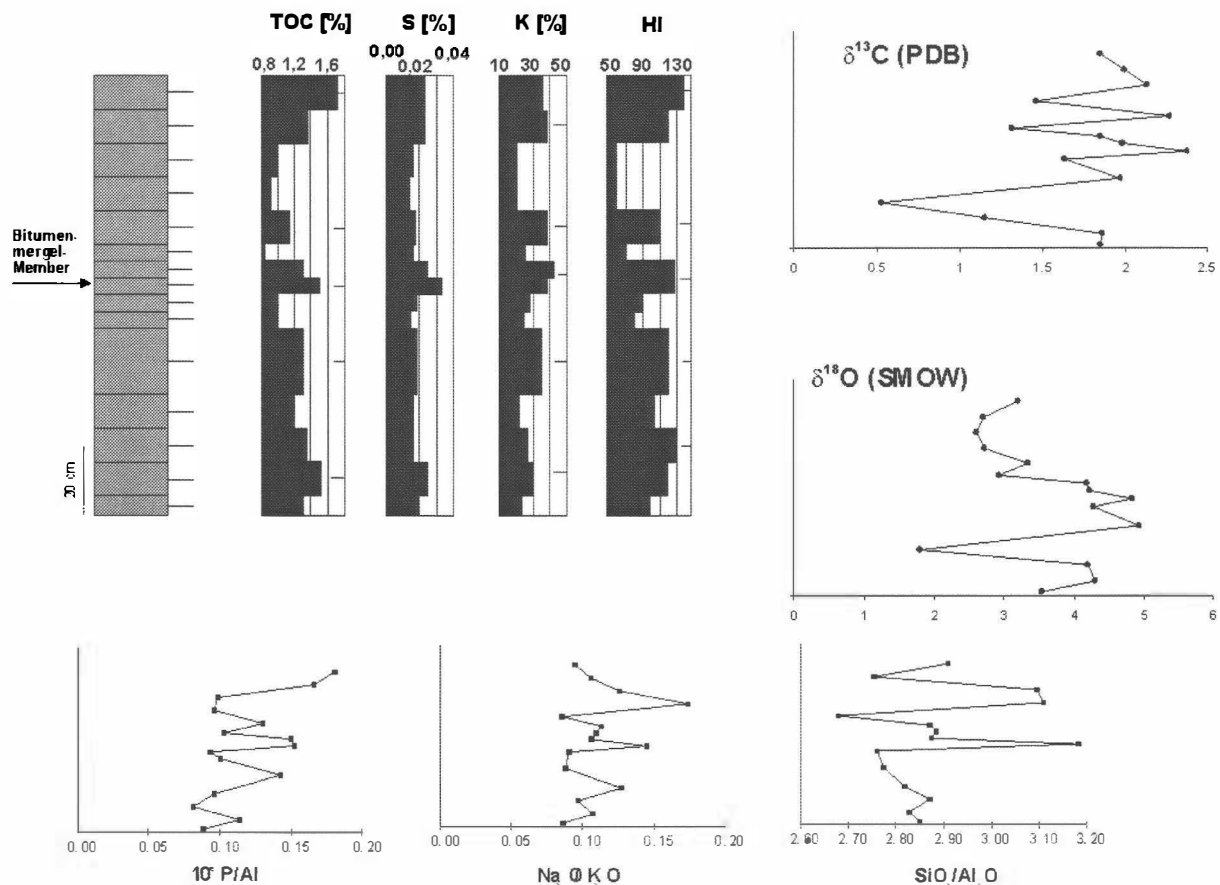 TOC [%] S [%] K [%] HI
0,00 0,04
0,8 1,2 1,6 0,02 10 30 50 50 90 130
δ¹³C (PDB)
0 0.5 1 1.5 2 2.5
Bitumen-
mergel-
Member
20 cm
δ¹⁸O (SMOW)
0 1 2 3 4 5 6
0.00 0.05 0.10 0.15 0.20
P/Al
0.00 0.10 0.20
2.60 2.70 2.80 2.90 3.00 3.10 3.20
SiO /Al O